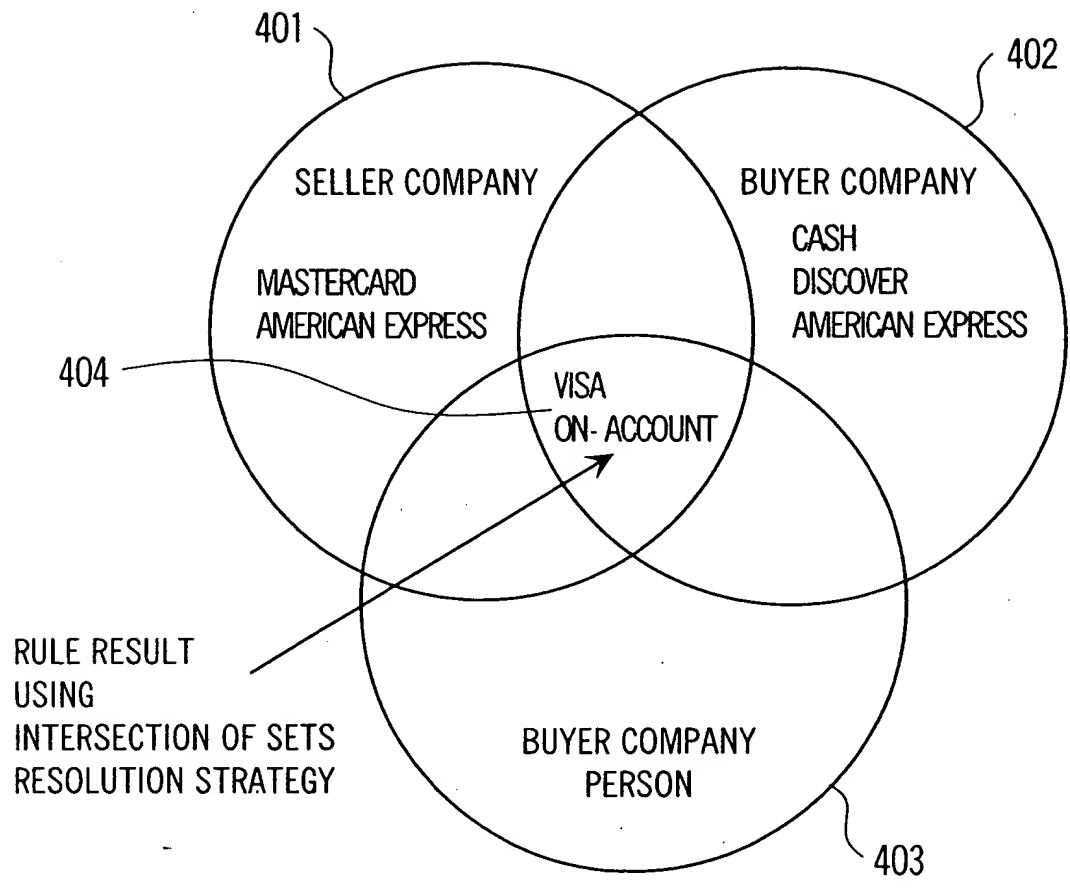 401
402
SELLER COMPANY
BUYER COMPANY
CASH
DISCOVER
AMERICAN EXPRESS
MASTERCARD
AMERICAN EXPRESS
404
VISA
ON-ACCOUNT
RULE RESULT
USING
INTERSECTION OF SETS
RESOLUTION STRATEGY
BUYER COMPANY
PERSON
403